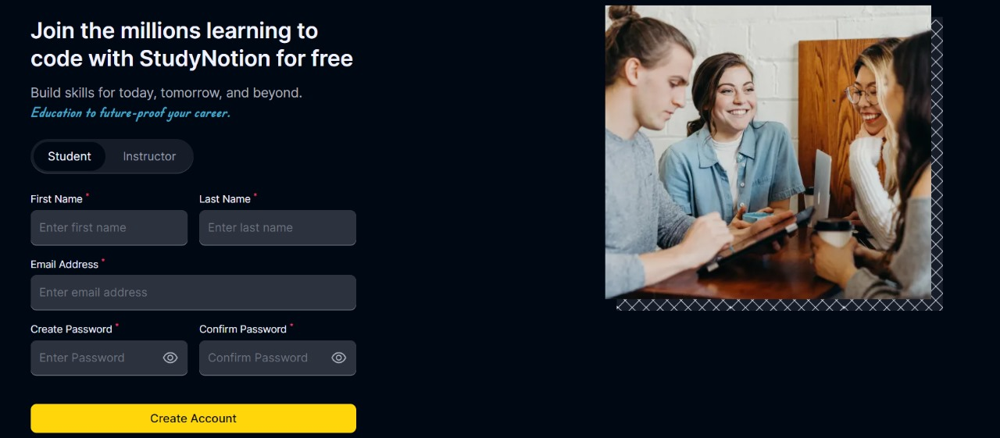 Join the millions learning to
code with StudyNotion for free
Build skills for today, tomorrow, and beyond.
Education to future-proof your career.
Student Instructor
First Name * Last Name *
Enter first name Enter last name
Email Address *
Enter email address
Create Password * Confirm Password *
Enter Password Confirm Password
Create Account